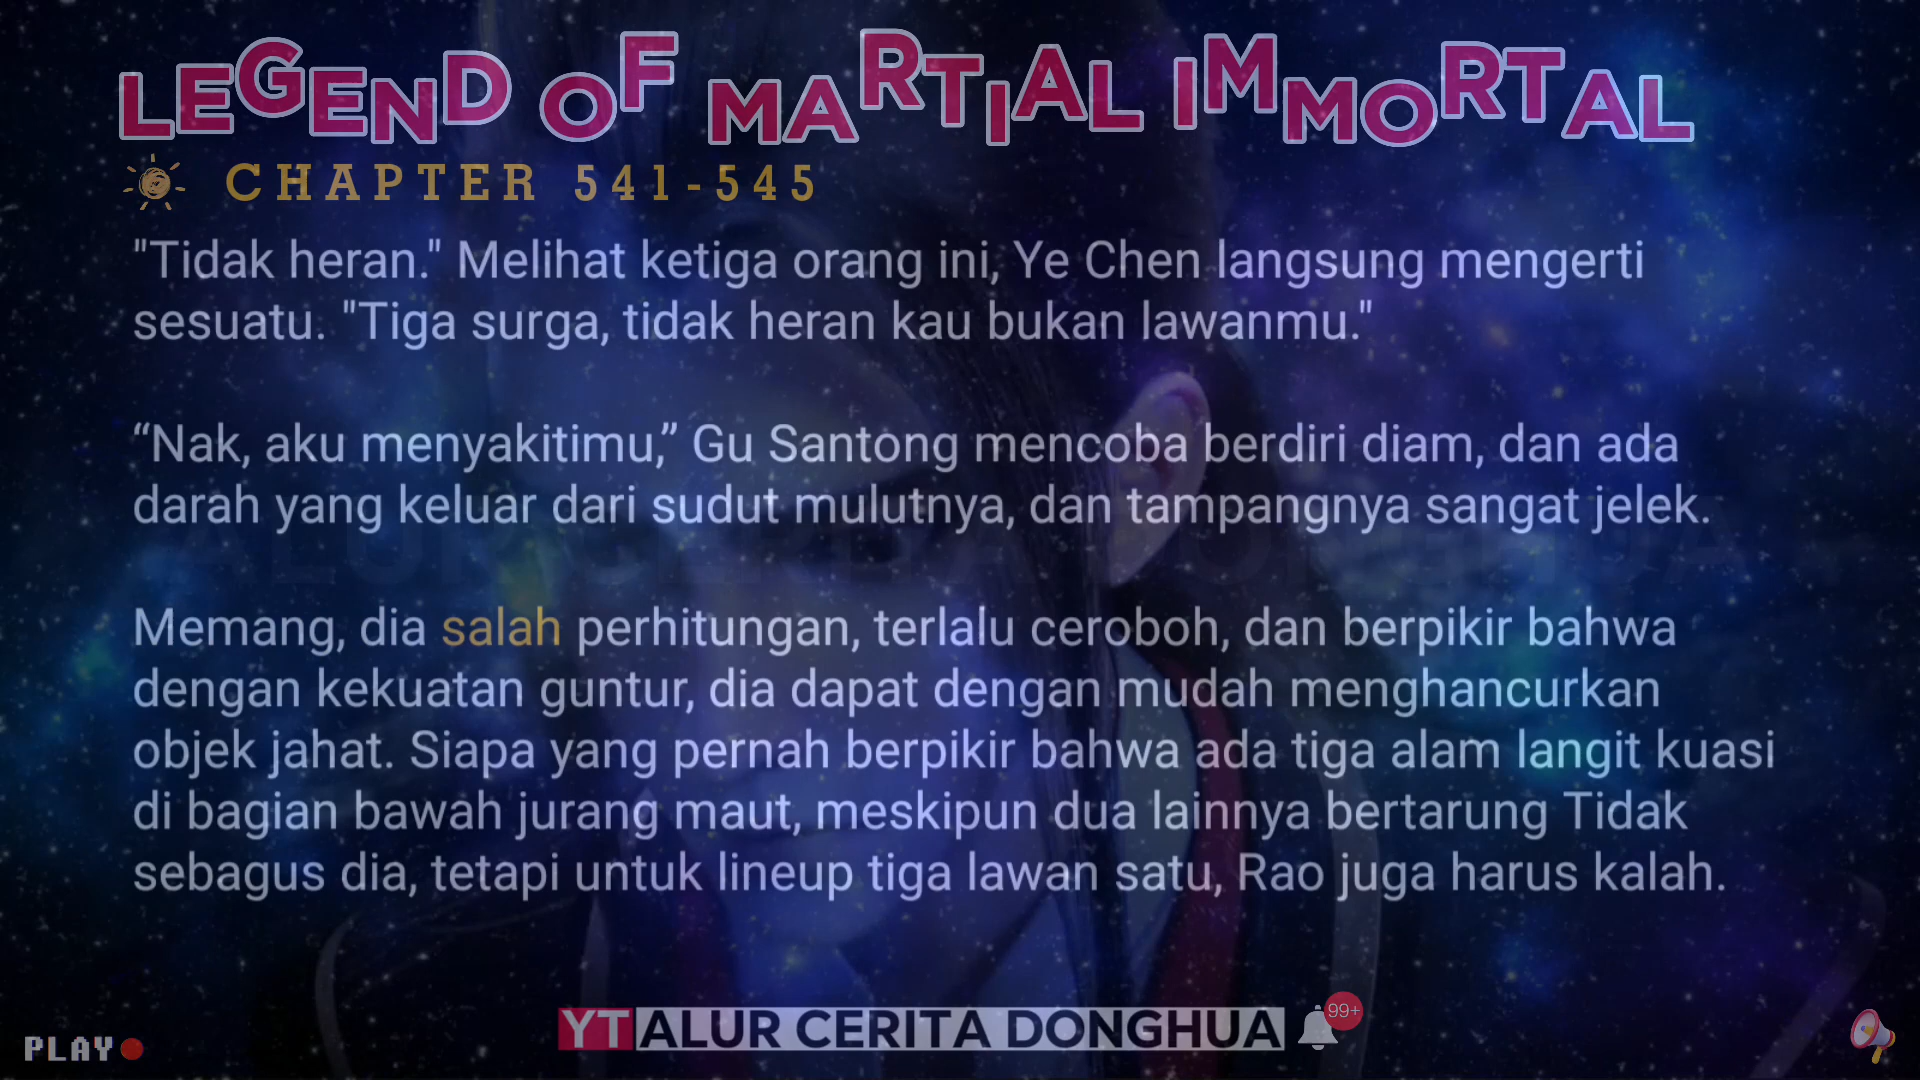 LEGEND OF MARTIAL IMMORTAL
CHAPTER 541-545
"Tidak heran." Melihat ketiga orang ini, Ye Chen langsung mengerti
sesuatu. "Tiga surga, tidak heran kau bukan lawanmu."
“Nak, aku menyakitimu,” Gu Santong mencoba berdiri diam, dan ada
darah yang keluar dari sudut mulutnya, dan tampangnya sangat jelek.
ALUR CERITA DONGHUA
Memang, dia salah perhitungan, terlalu ceroboh, dan berpikir bahwa
dengan kekuatan guntur, dia dapat dengan mudah menghancurkan
objek jahat. Siapa yang pernah berpikir bahwa ada tiga alam langit kuasi
di bagian bawah jurang maut, meskipun dua lainnya bertarung Tidak
sebagus dia, tetapi untuk lineup tiga lawan satu, Rao juga harus kalah.
YT ALUR CERITA DONGHUA
99+
PLAY